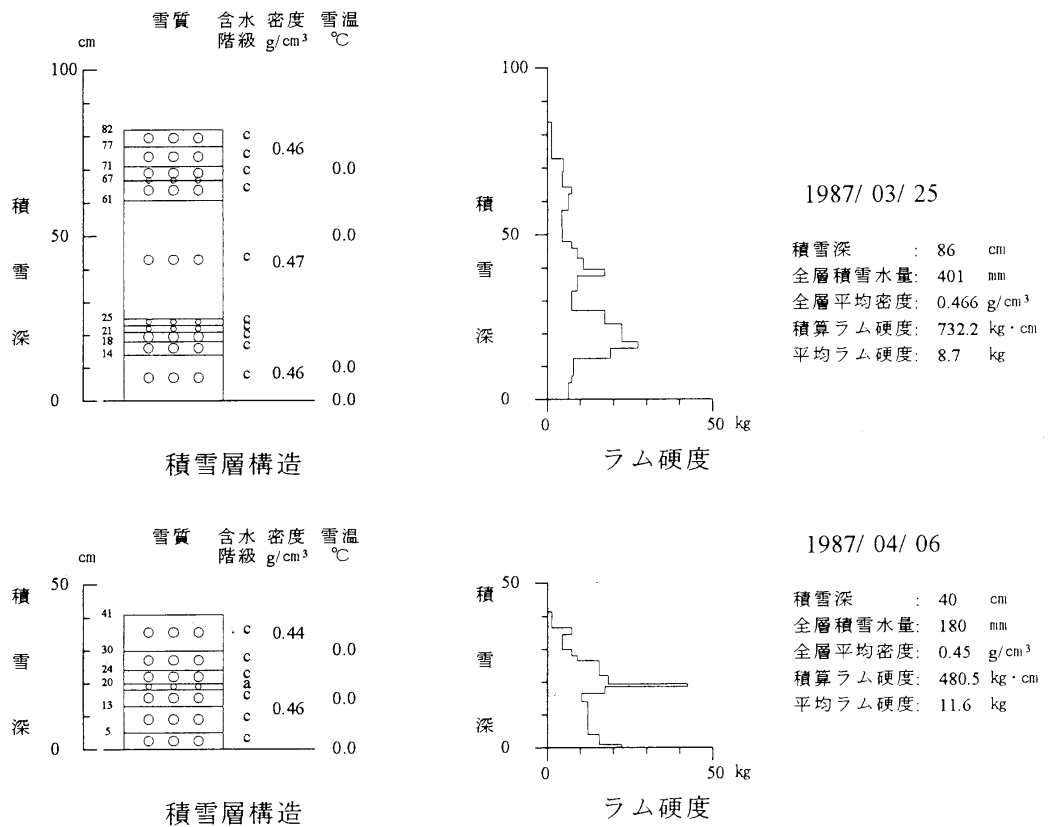 雪質 含水 密度 雪温
cm 階級 g/cm³ ℃
100
50
0
積雪深
82
77
71
67
61
25
21
18
14
c
c
c
c
c
c
c
c
c
c
0.46
0.47
0.46
0.0
0.0
0.0
0.0
積雪層構造
100
50
0
積雪深
0 50 kg
ラム硬度
1987/ 03/ 25
積雪深 : 86 cm
全層積雪水量: 401 mm
全層平均密度: 0.466 g/cm³
積算ラム硬度: 732.2 kg・cm
平均ラム硬度: 8.7 kg
雪質 含水 密度 雪温
cm 階級 g/cm³ ℃
50
0
積雪深
41
30
24
20
13
5
c
c
c
a
c
c
c
0.44
0.46
0.0
0.0
0.0
積雪層構造
50
0
積雪深
0 50 kg
ラム硬度
1987/ 04/ 06
積雪深 : 40 cm
全層積雪水量: 180 mm
全層平均密度: 0.45 g/cm³
積算ラム硬度: 480.5 kg・cm
平均ラム硬度: 11.6 kg